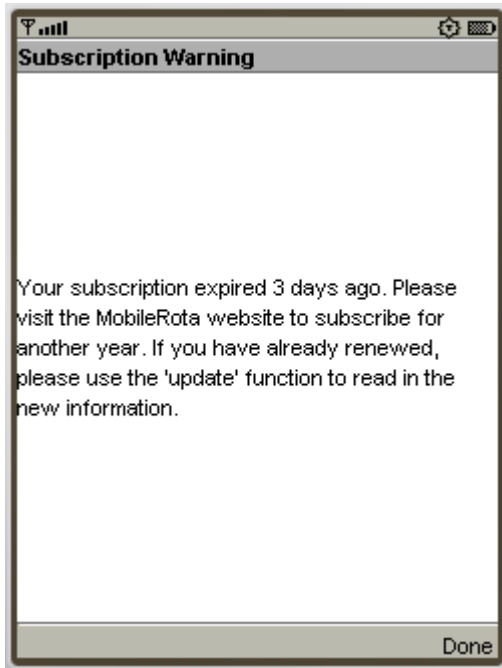 Subscription Warning
Your subscription expired 3 days ago. Please
visit the MobileRota website to subscribe for
another year. If you have already renewed,
please use the 'update' function to read in the
new information.
Done